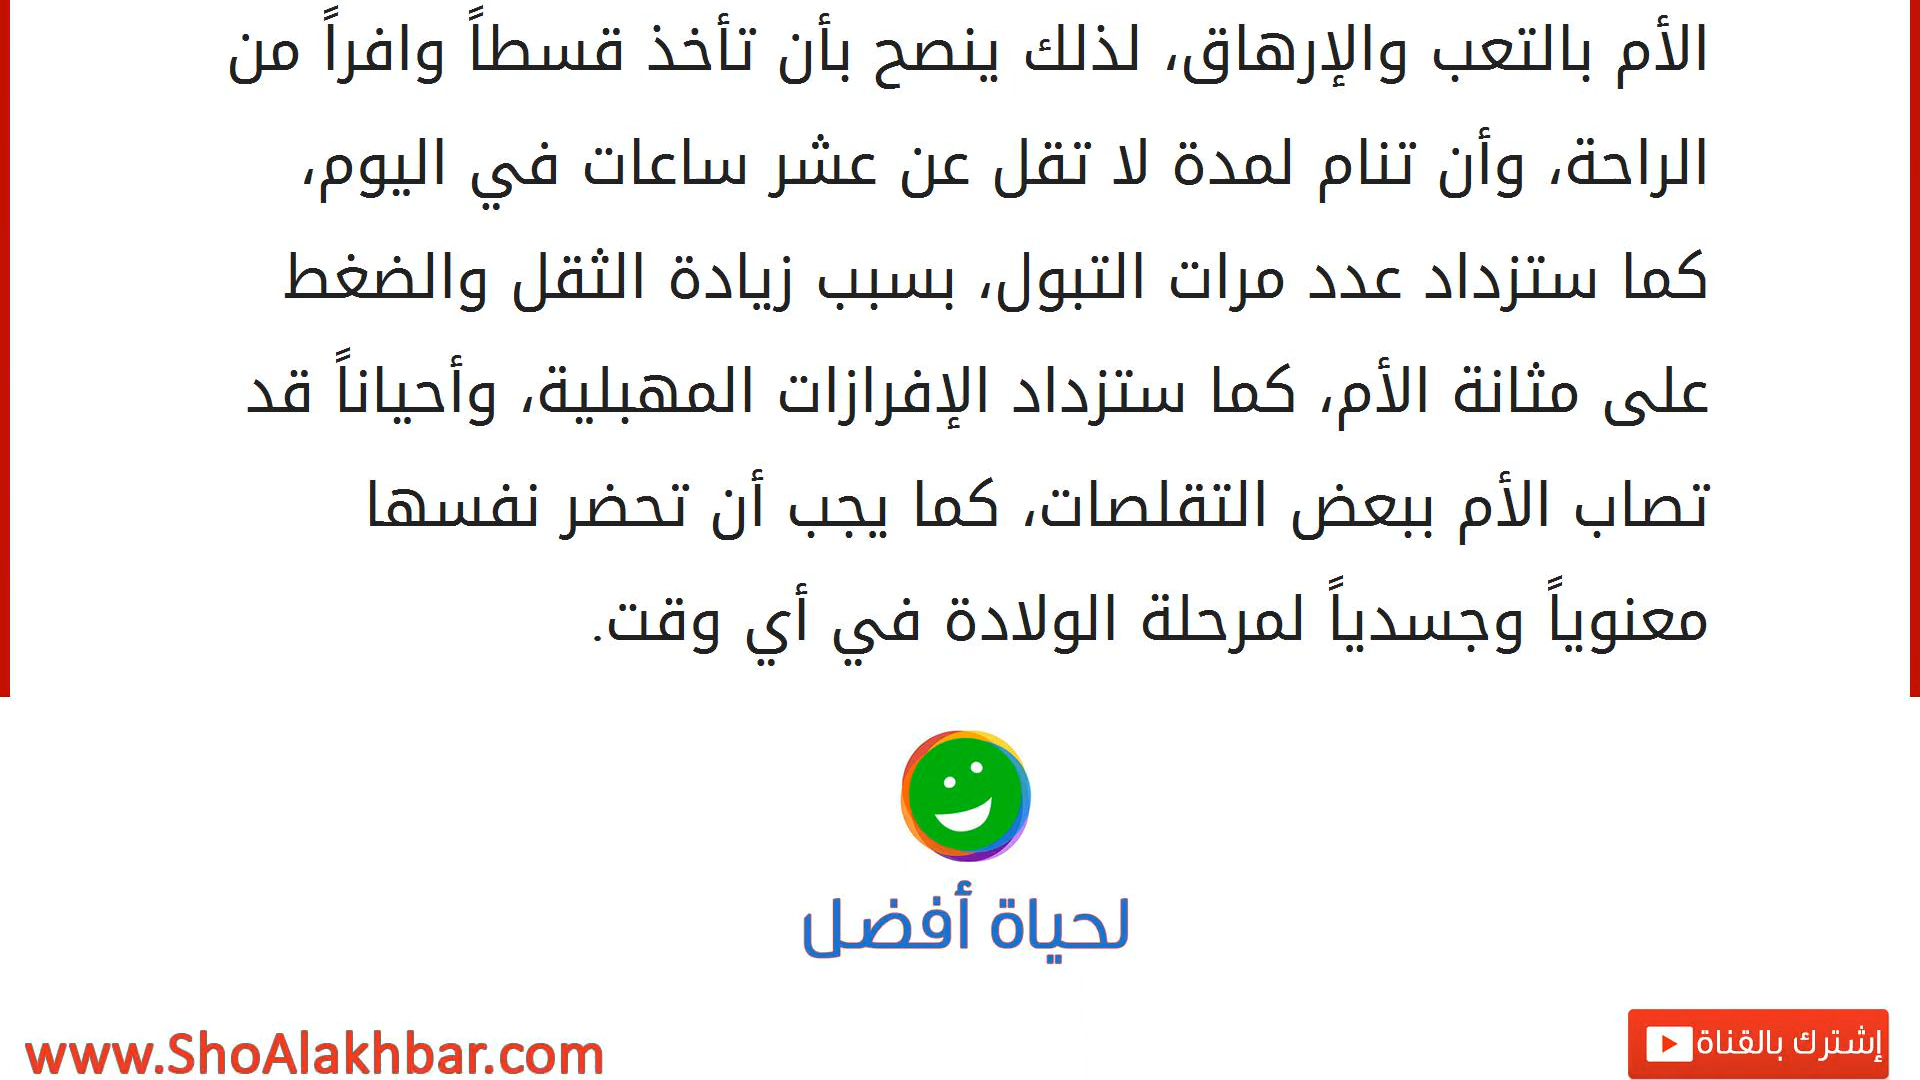 الأم بالتعب والإرهاق، لذلك ينصح بأن تأخذ قسطاً وافراً من
الراحة، وأن تنام لمدة لا تقل عن عشر ساعات في اليوم،
كما ستزداد عدد مرات التبول، بسبب زيادة الثقل والضغط
على مثانة الأم، كما ستزداد الإفرازات المهبلية، وأحياناً قد
تصاب الأم ببعض التقلصات، كما يجب أن تحضر نفسها
معنوياً وجسدياً لمرحلة الولادة في أي وقت.
لحياة أفضل
إشترك بالقناة
www.ShoAlakhbar.com